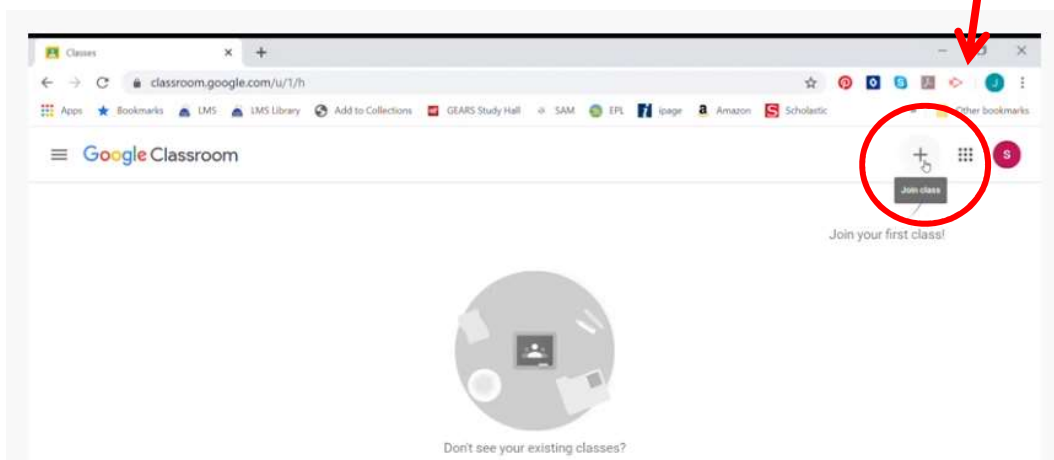 Classes
classroom.google.com/u/1/h
Apps Bookmarks LMS LMS Library Add to Collections GEARS Study Hall SAM EPL ipage Amazon Scholastic Other bookmarks
Google Classroom
S
Join class
Join your first class!
Don't see your existing classes?